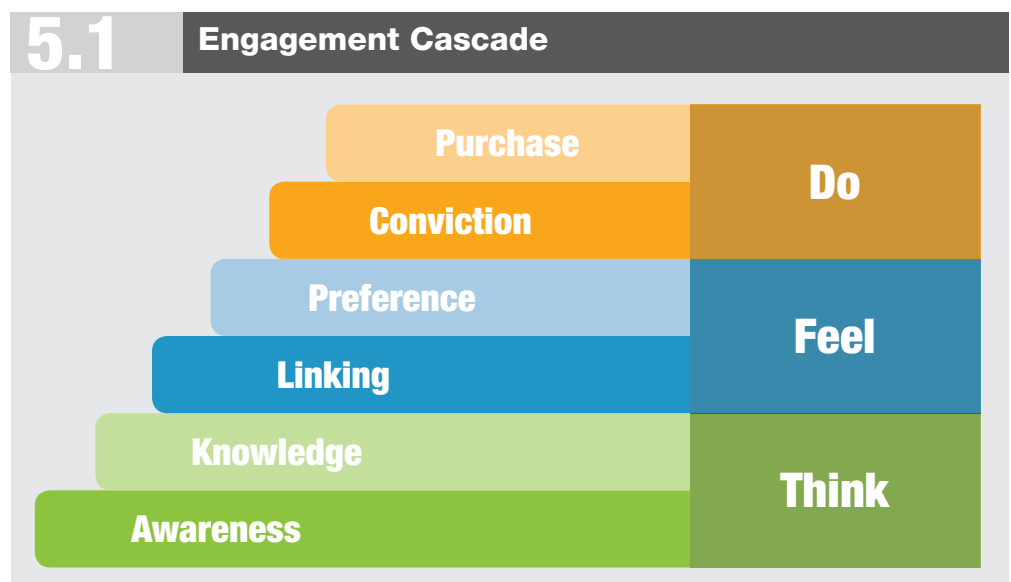 5.1
Engagement Cascade
Purchase
Conviction
Do
Preference
Linking
Feel
Knowledge
Awareness
Think